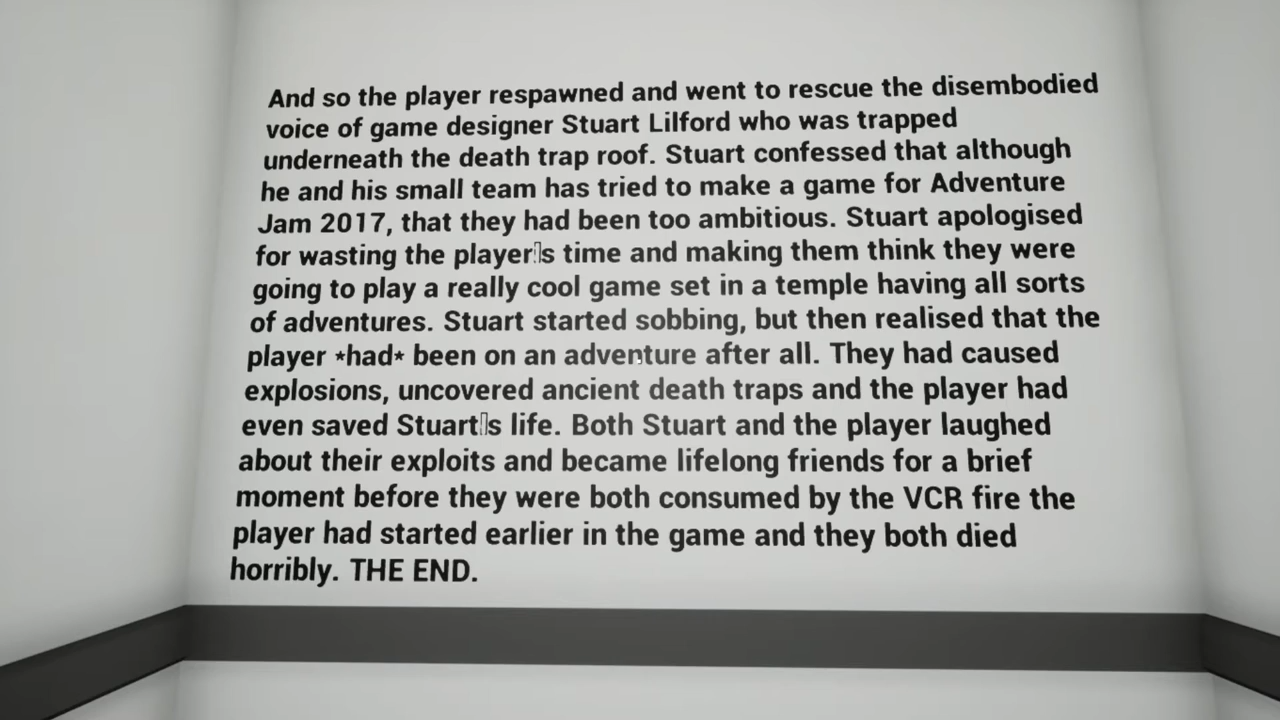 And so the player respawned and went to rescue the disembodied
voice of game designer Stuart Lilford who was trapped
underneath the death trap roof. Stuart confessed that although
he and his small team has tried to make a game for Adventure
Jam 2017, that they had been too ambitious. Stuart apologised
for wasting the player▯s time and making them think they were
going to play a really cool game set in a temple having all sorts
of adventures. Stuart started sobbing, but then realised that the
player *had* been on an adventure after all. They had caused
explosions, uncovered ancient death traps and the player had
even saved Stuart▯s life. Both Stuart and the player laughed
about their exploits and became lifelong friends for a brief
moment before they were both consumed by the VCR fire the
player had started earlier in the game and they both died
horribly. THE END.